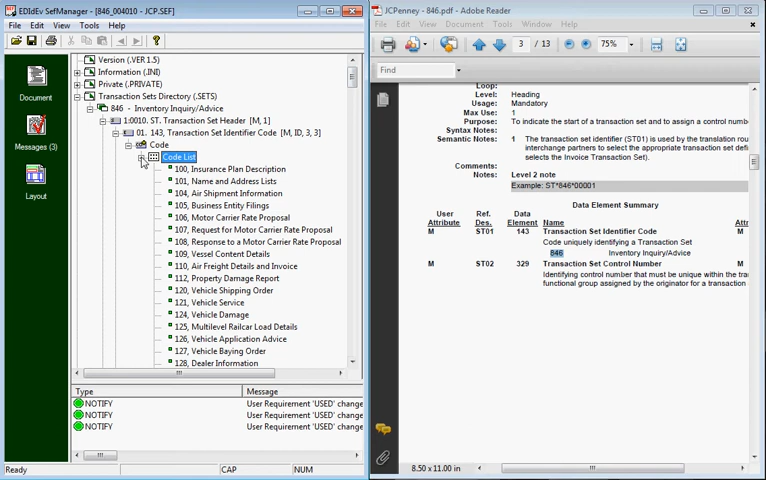 EDIdEv SefManager - [846_004010 - JCP.SEF]
File Edit View Tools Help
Document
Messages (3)
Layout
Version (.VER 1.5)
Information (.INI)
Private (.PRIVATE)
Transaction Sets Directory (.SETS)
846 - Inventory Inquiry/Advice
1:0010. ST. Transaction Set Header [M, 1]
01. 143, Transaction Set Identifier Code [M, ID, 3, 3]
Code
Code List
100, Insurance Plan Description
101, Name and Address Lists
104, Air Shipment Information
105, Business Entity Filings
106, Motor Carrier Rate Proposal
107, Request for Motor Carrier Rate Proposal
108, Response to a Motor Carrier Rate Proposal
109, Vessel Content Details
110, Air Freight Details and Invoice
112, Property Damage Report
120, Vehicle Shipping Order
121, Vehicle Service
124, Vehicle Damage
125, Multilevel Railcar Load Details
126, Vehicle Application Advice
127, Vehicle Baying Order
128, Dealer Information
Type Message
NOTIFY User Requirement 'USED' change
NOTIFY User Requirement 'USED' change
NOTIFY User Requirement 'USED' change
Ready CAP NUM
JCPenney - 846.pdf - Adobe Reader
File Edit View Document Tools Window Help
3 / 13 75%
Find
Loop:
Level: Heading
Usage: Mandatory
Max Use: 1
Purpose: To indicate the start of a transaction set and to assign a control numbe
Syntax Notes:
Semantic Notes: 1 The transaction set identifier (ST01) is used by the translation rou
interchange partners to select the appropriate transaction set defin
selects the Invoice Transaction Set).
Comments:
Notes: Level 2 note
Example: ST*846*00001
Data Element Summary
User Attribute Ref. Des. Data Element Name Attr
M ST01 143 Transaction Set Identifier Code M
Code uniquely identifying a Transaction Set
846 Inventory Inquiry/Advice
M ST02 329 Transaction Set Control Number M
Identifying control number that must be unique within the tra
functional group assigned by the originator for a transaction
8.50 x 11.00 in